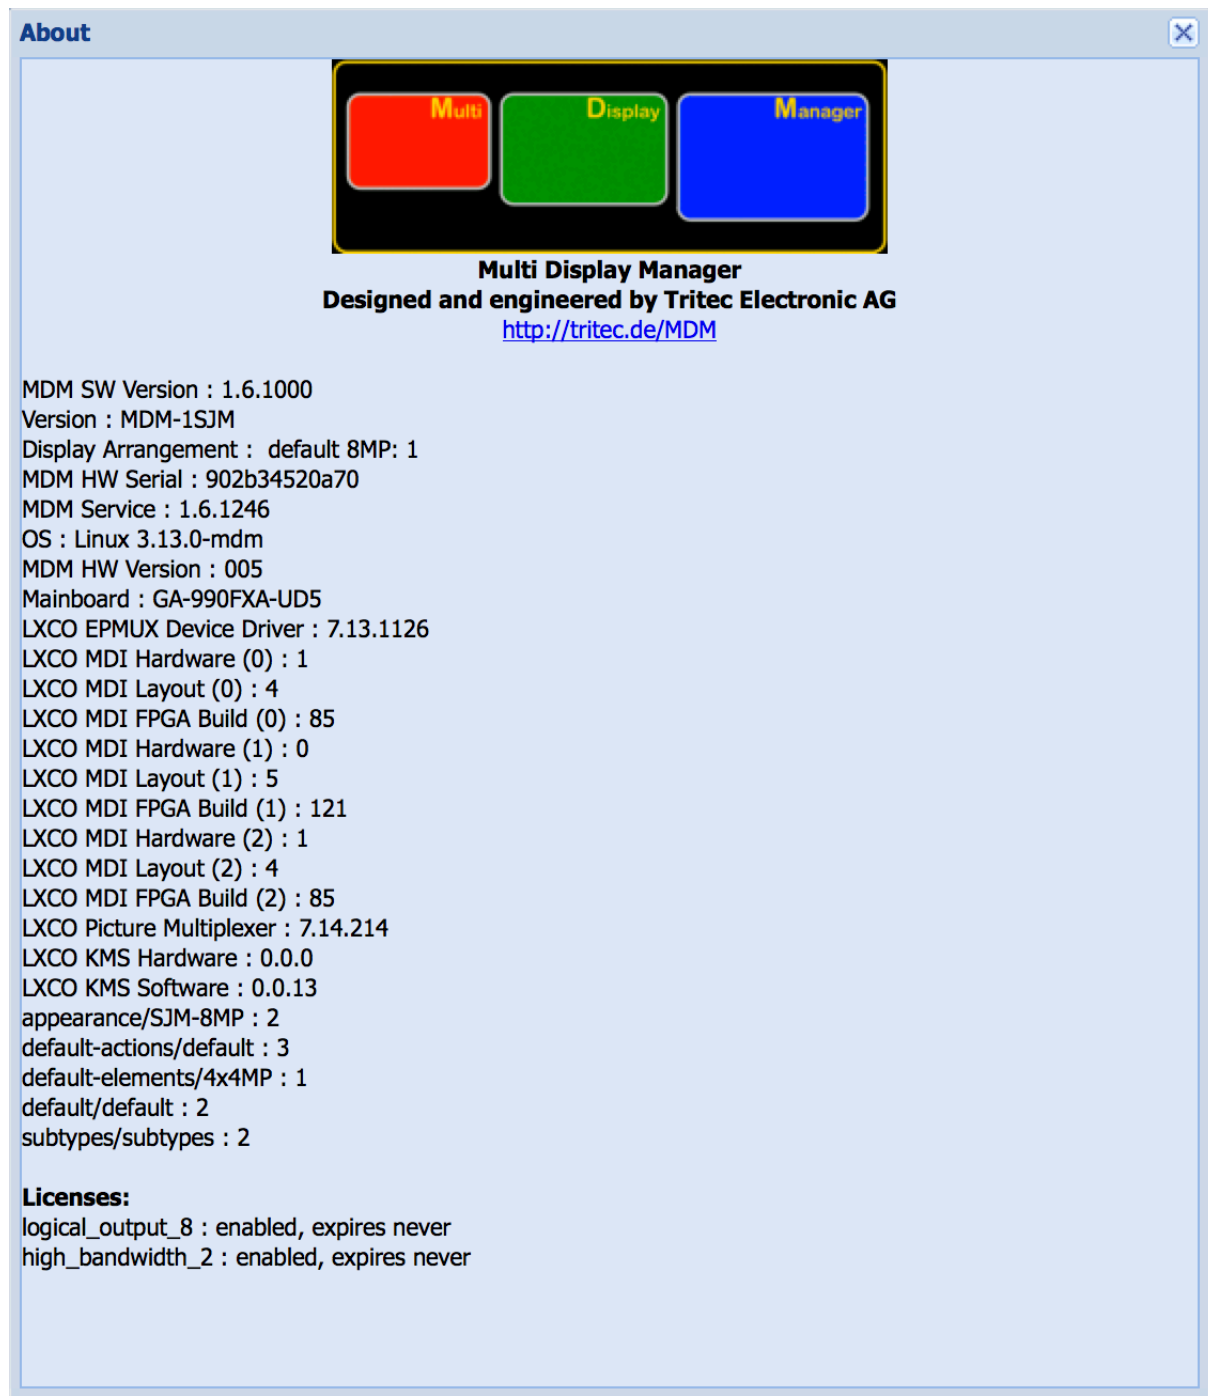 About
Multi Display Manager
Multi Display Manager
Designed and engineered by Tritec Electronic AG
http://tritec.de/MDM
MDM SW Version : 1.6.1000
Version : MDM-1SJM
Display Arrangement :  default 8MP: 1
MDM HW Serial : 902b34520a70
MDM Service : 1.6.1246
OS : Linux 3.13.0-mdm
MDM HW Version : 005
Mainboard : GA-990FXA-UD5
LXCO EPMUX Device Driver : 7.13.1126
LXCO MDI Hardware (0) : 1
LXCO MDI Layout (0) : 4
LXCO MDI FPGA Build (0) : 85
LXCO MDI Hardware (1) : 0
LXCO MDI Layout (1) : 5
LXCO MDI FPGA Build (1) : 121
LXCO MDI Hardware (2) : 1
LXCO MDI Layout (2) : 4
LXCO MDI FPGA Build (2) : 85
LXCO Picture Multiplexer : 7.14.214
LXCO KMS Hardware : 0.0.0
LXCO KMS Software : 0.0.13
appearance/SJM-8MP : 2
default-actions/default : 3
default-elements/4x4MP : 1
default/default : 2
subtypes/subtypes : 2
Licenses:
logical_output_8 : enabled, expires never
high_bandwidth_2 : enabled, expires never